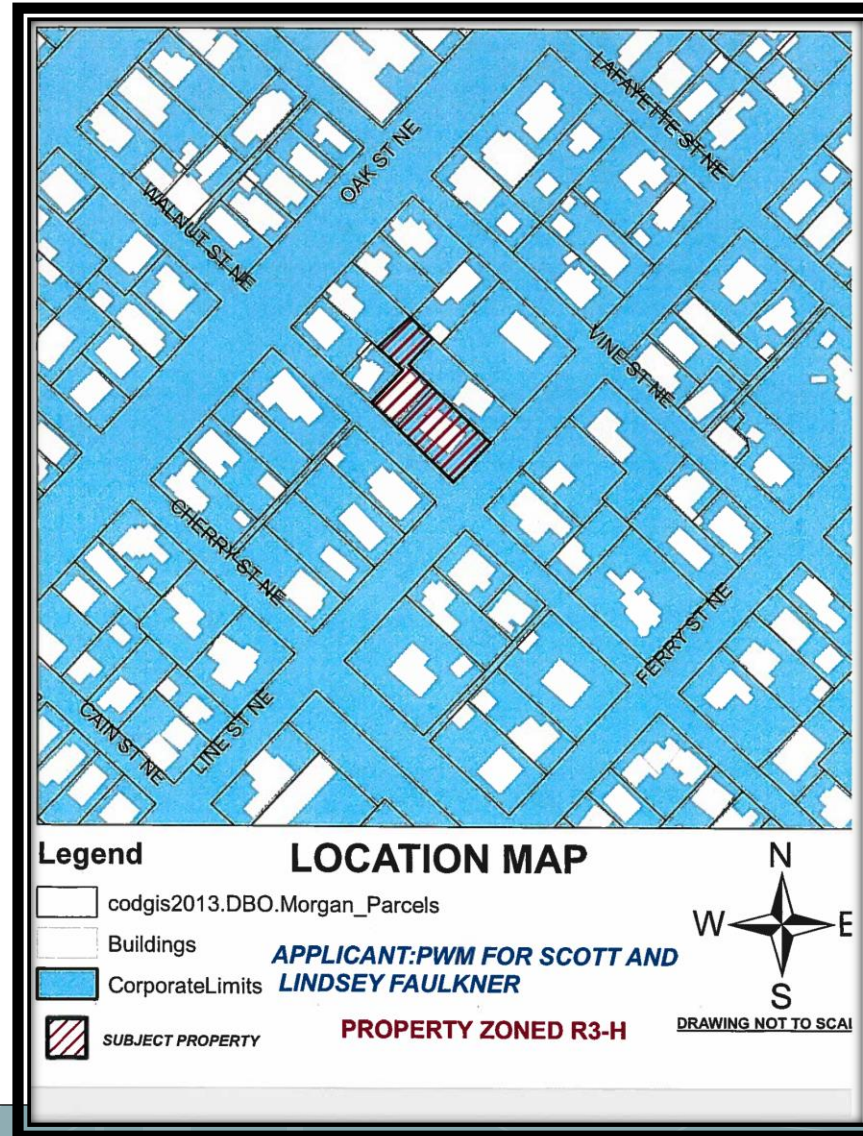 LAFAYETTE ST NE
OAK ST NE
WALNUT ST NE
VINE ST NE
CHERRY ST NE
FERRY ST NE
LINE ST NE
CAIN ST NE
Legend
LOCATION MAP
codgis2013.DBO.Morgan_Parcels
Buildings
CorporateLimits
SUBJECT PROPERTY
APPLICANT:PWM FOR SCOTT AND
LINDSEY FAULKNER
PROPERTY ZONED R3-H
N
W
E
S
DRAWING NOT TO SCAL